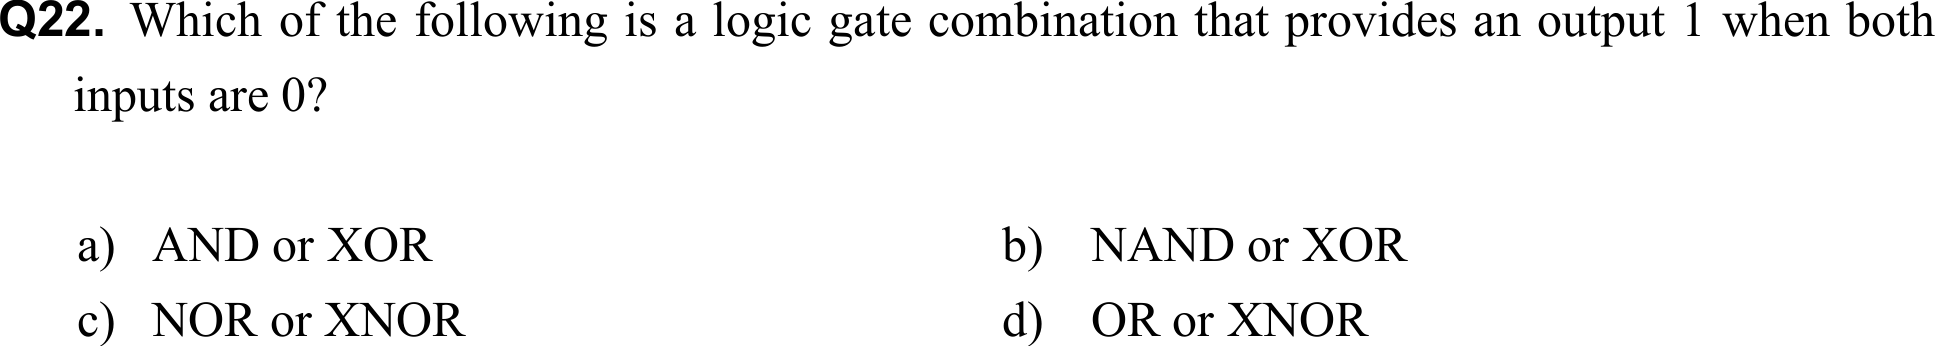 Q22. Which of the following is a logic gate combination that provides an output 1 when both
inputs are 0?
a) AND or XOR b) NAND or XOR
c) NOR or XNOR d) OR or XNOR